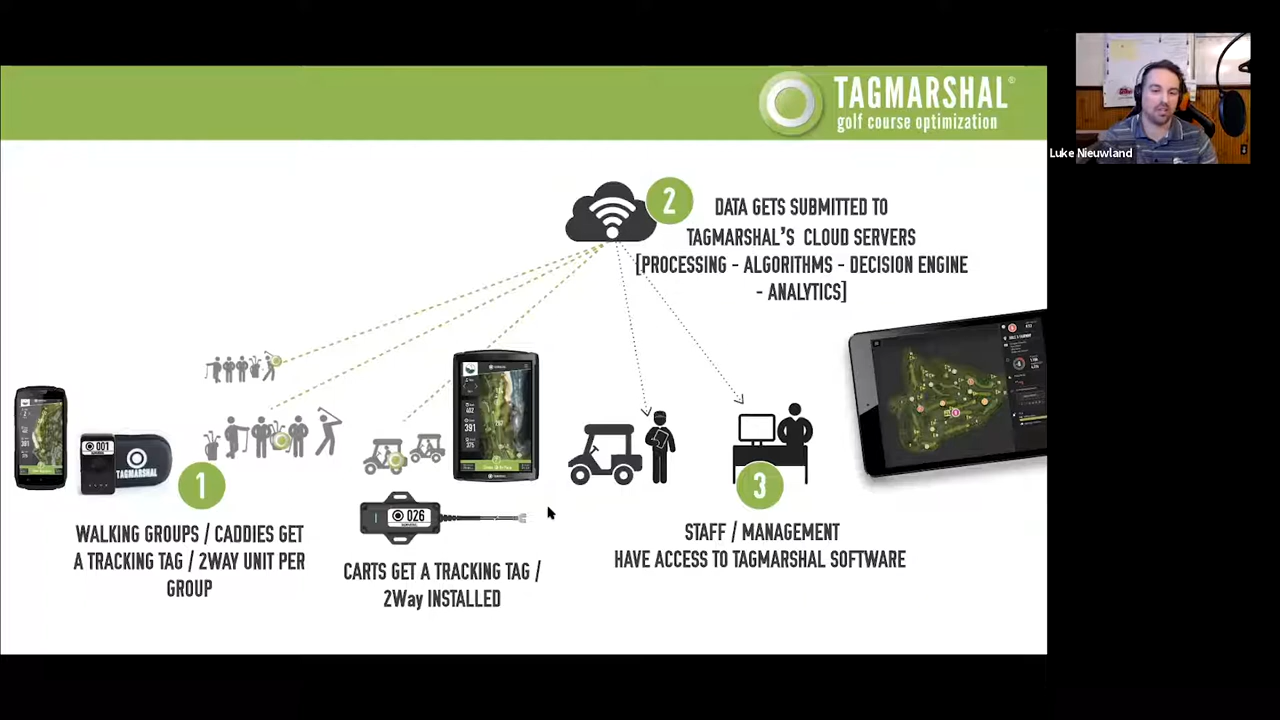 TAGMARSHAL®
golf course optimization
Luke Nieuwland
2
DATA GETS SUBMITTED TO
TAGMARSHAL'S CLOUD SERVERS
[PROCESSING - ALGORITHMS - DECISION ENGINE
- ANALYTICS]
001
TAGMARSHAL
1
WALKING GROUPS / CADDIES GET
A TRACKING TAG / 2WAY UNIT PER
GROUP
391
026
CARTS GET A TRACKING TAG /
2Way INSTALLED
3
STAFF / MANAGEMENT
HAVE ACCESS TO TAGMARSHAL SOFTWARE